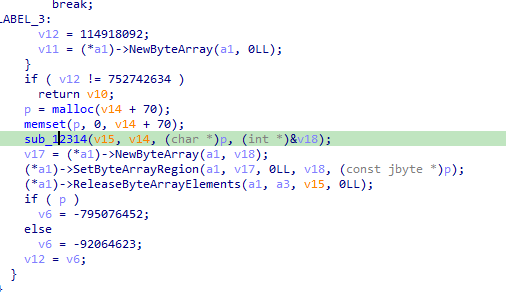 break;
LABEL_3:
v12 = 114918092;
v11 = (*a1)->NewByteArray(a1, 0LL);
}
if ( v12 != 752742634 )
return v10;
p = malloc(v14 + 70);
memset(p, 0, v14 + 70);
sub_12314(v15, v14, (char *)p, (int *)&v18);
v17 = (*a1)->NewByteArray(a1, v18);
(*a1)->SetByteArrayRegion(a1, v17, 0LL, v18, (const jbyte *)p);
(*a1)->ReleaseByteArrayElements(a1, a3, v15, 0LL);
if ( p )
v6 = -795076452;
else
v6 = -92064623;
v12 = v6;
}
}